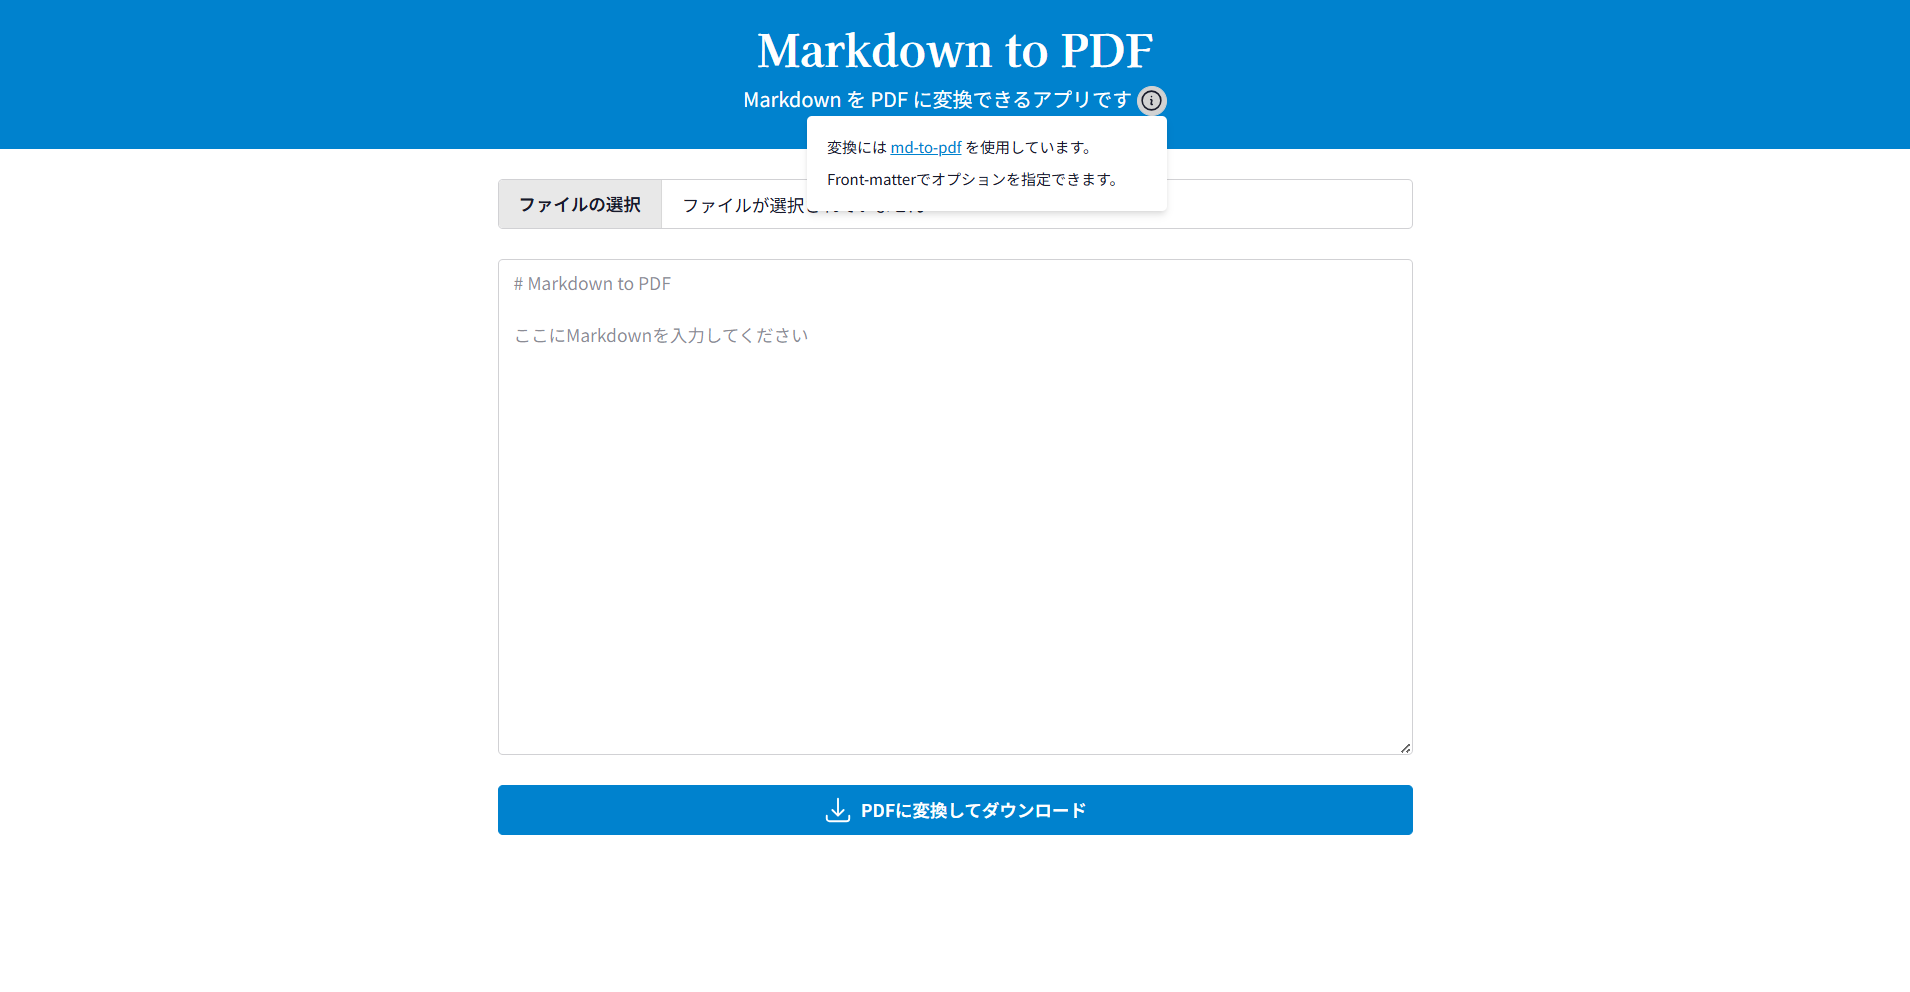 Markdown to PDF
Markdown を PDF に変換できるアプリです
変換には md-to-pdf を使用しています。
Front-matterでオプションを指定できます。
ファイルの選択
ファイルが選択
# Markdown to PDF
ここにMarkdownを入力してください
PDFに変換してダウンロード